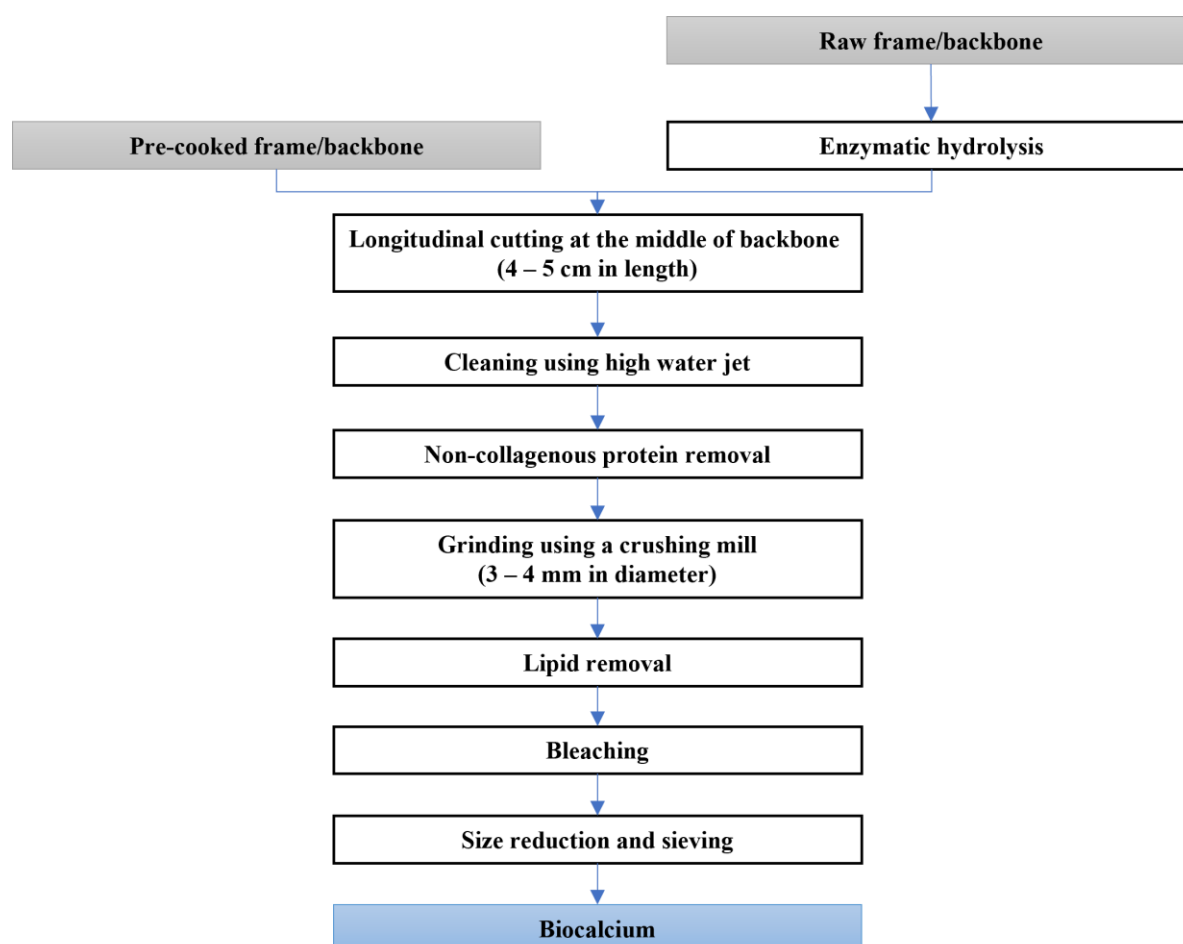 Raw frame/backbone
Pre-cooked frame/backbone
Enzymatic hydrolysis
Longitudinal cutting at the middle of backbone
(4 – 5 cm in length)
Cleaning using high water jet
Non-collagenous protein removal
Grinding using a crushing mill
(3 – 4 mm in diameter)
Lipid removal
Bleaching
Size reduction and sieving
Biocalcium